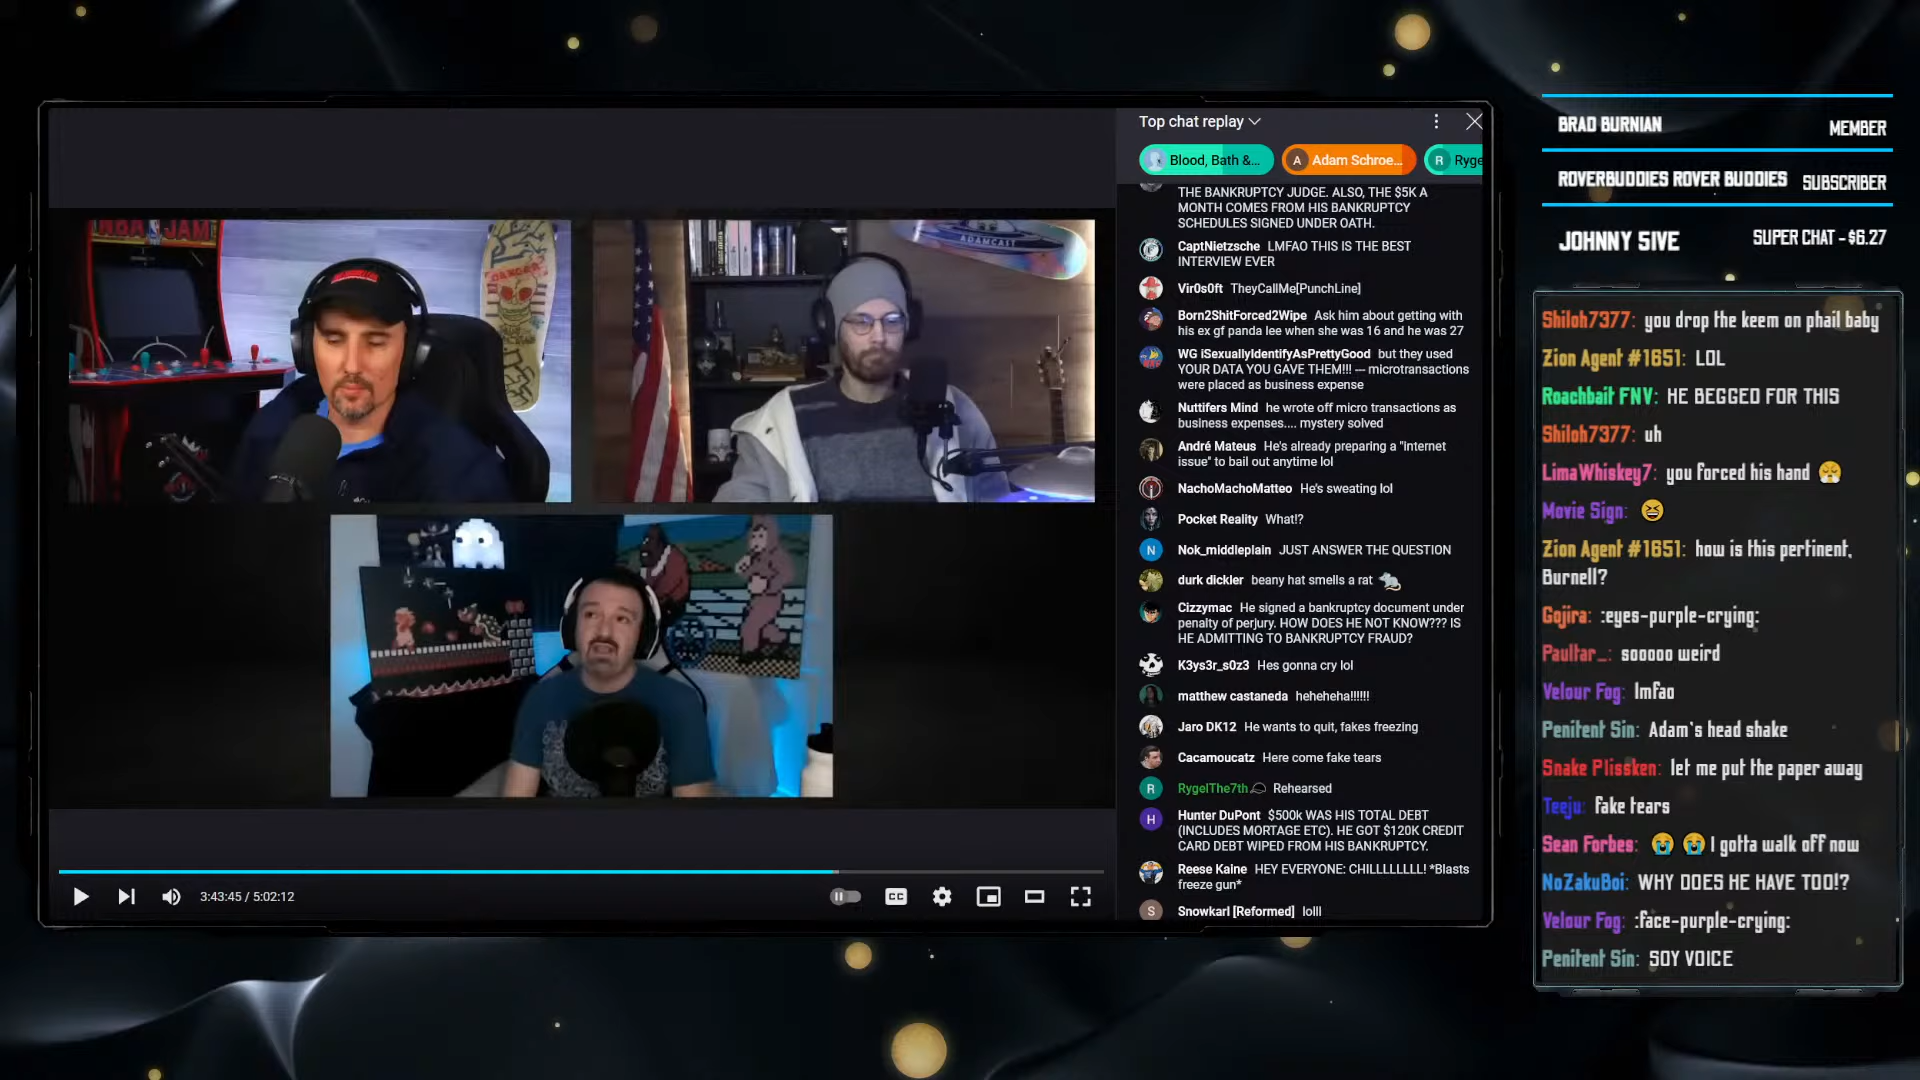 NBA JAM
DANGER
ADAMCAST
Top chat replay
Blood, Bath &...
A Adam Schroe...
R Ryge
THE BANKRUPTCY JUDGE. ALSO, THE $5K A
MONTH COMES FROM HIS BANKRUPTCY
SCHEDULES SIGNED UNDER OATH.
CaptNietzsche LMFAO THIS IS THE BEST
INTERVIEW EVER
Vir0s0ft TheyCallMe[PunchLine]
Born2ShitForced2Wipe Ask him about getting with
his ex gf panda lee when she was 16 and he was 27
WG iSexuallyIdentifyAsPrettyGood but they used
YOUR DATA YOU GAVE THEM!!! --- microtransactions
were placed as business expense
Nuttifers Mind he wrote off micro transactions as
business expenses.... mystery solved
André Mateus He's already preparing a "internet
issue" to bail out anytime lol
NachoMachoMatteo He's sweating lol
Pocket Reality What!?
N Nok_middleplain JUST ANSWER THE QUESTION
durk dickler beany hat smells a rat 🐀
Cizzymac He signed a bankruptcy document under
penalty of perjury. HOW DOES HE NOT KNOW??? IS
HE ADMITTING TO BANKRUPTCY FRAUD?
K3ys3r_s0z3 Hes gonna cry lol
matthew castaneda heheheha!!!!!!
Jaro DK12 He wants to quit, fakes freezing
Cacamoucatz Here come fake tears
R RygelThe7th Rehearsed
H Hunter DuPont $500k WAS HIS TOTAL DEBT
(INCLUDES MORTAGE ETC). HE GOT $120K CREDIT
CARD DEBT WIPED FROM HIS BANKRUPTCY.
Reese Kaine HEY EVERYONE: CHILLLLLLLL! *Blasts
freeze gun*
S Snowkarl [Reformed] lolll
3:43:45 / 5:02:12
CC
BRAD BURNIAN MEMBER
ROVERBUDDIES ROVER BUDDIES SUBSCRIBER
JOHNNY 5IVE SUPER CHAT - $6.27
Shiloh7377: you drop the keem on phail baby
Zion Agent #1651: LOL
Roachbait FNV: HE BEGGED FOR THIS
Shiloh7377: uh
LimaWhiskey7: you forced his hand 😤
Movie Sign: 😆
Zion Agent #1651: how is this pertinent,
Burnell?
Gojira: :eyes-purple-crying:
Paultar_: sooooo weird
Velour Fog: lmfao
Penitent Sin: Adam's head shake
Snake Plissken: let me put the paper away
Teeju: fake tears
Sean Forbes: 😭 😭 I gotta walk off now
NoZakuBoi: WHY DOES HE HAVE TOO!?
Velour Fog: :face-purple-crying:
Penitent Sin: SOY VOICE